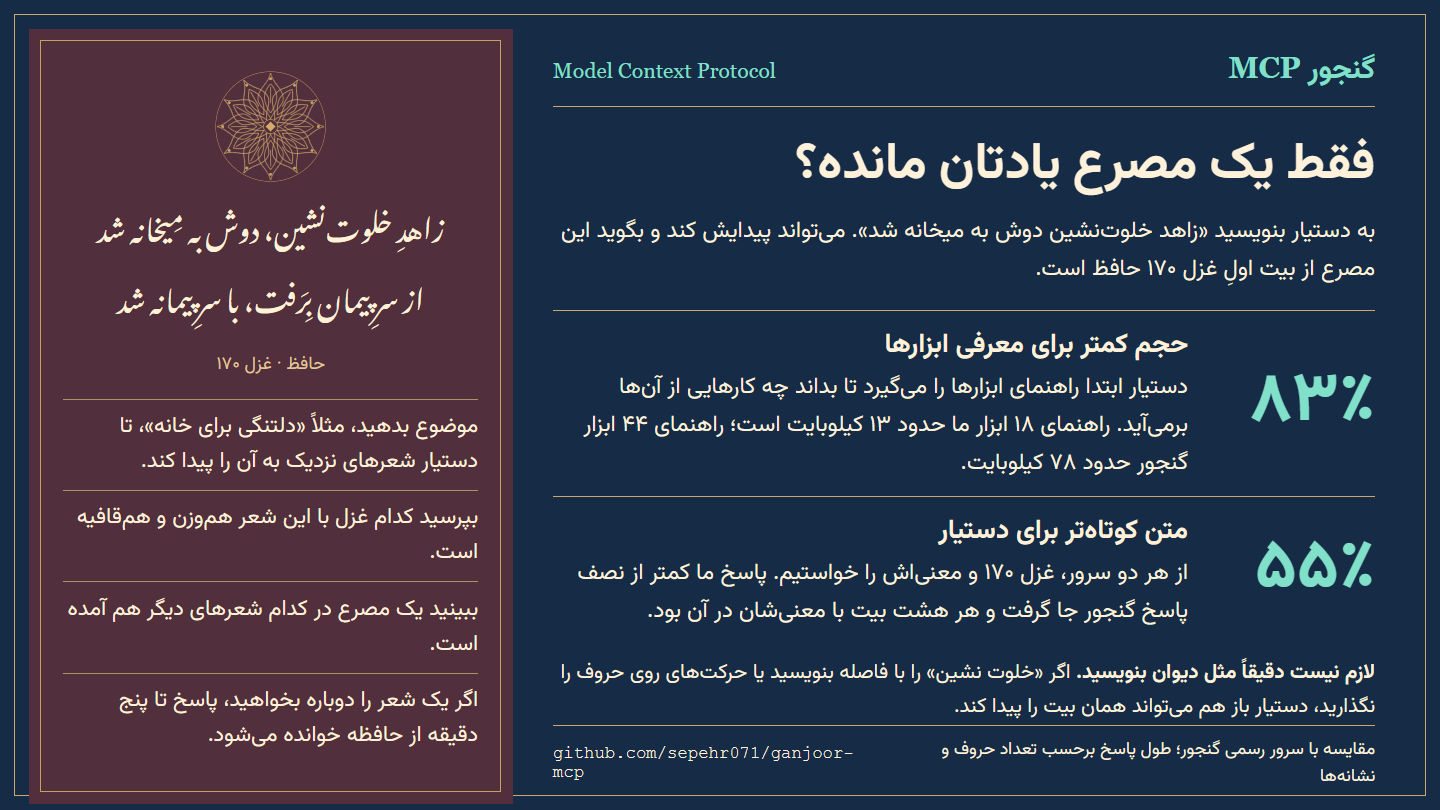 گنجور MCP
Model Context Protocol
فقط یک مصرع یادتان مانده؟
به دستیار بنویسید «زاهد خلوت‌نشین دوش به میخانه شد». می‌تواند پیدایش کند و بگوید این
مصرع از بیت اولِ غزل ۱۷۰ حافظ است.
۸۳٪
حجم کمتر برای معرفی ابزارها
دستیار ابتدا راهنمای ابزارها را می‌گیرد تا بداند چه کارهایی از آن‌ها
برمی‌آید. راهنمای ۱۸ ابزار ما حدود ۱۳ کیلوبایت است؛ راهنمای ۴۴ ابزار
گنجور حدود ۷۸ کیلوبایت.
۵۵٪
متن کوتاه‌تر برای دستیار
از هر دو سرور، غزل ۱۷۰ و معنی‌اش را خواستیم. پاسخ ما کمتر از نصف
پاسخ گنجور جا گرفت و هر هشت بیت با معنی‌شان در آن بود.
لازم نیست دقیقاً مثل دیوان بنویسید. اگر «خلوت نشین» را با فاصله بنویسید یا حرکت‌های روی حروف را
نگذارید، دستیار باز هم می‌تواند همان بیت را پیدا کند.
مقایسه با سرور رسمی گنجور؛ طول پاسخ برحسب تعداد حروف و
نشانه‌ها
github.com/sepehr071/ganjoor-
mcp
زاهدِ خلوت‌نشین، دوش به مِیخانه شد
از سرِ پیمان بِرَفت، با سرِ پیمانه شد
حافظ · غزل ۱۷۰
موضوع بدهید، مثلاً «دلتنگی برای خانه»، تا
دستیار شعرهای نزدیک به آن را پیدا کند.
بپرسید کدام غزل با این شعر هم‌وزن و هم‌قافیه
است.
ببینید یک مصرع در کدام شعرهای دیگر هم آمده
است.
اگر یک شعر را دوباره بخواهید، پاسخ تا پنج
دقیقه از حافظه خوانده می‌شود.